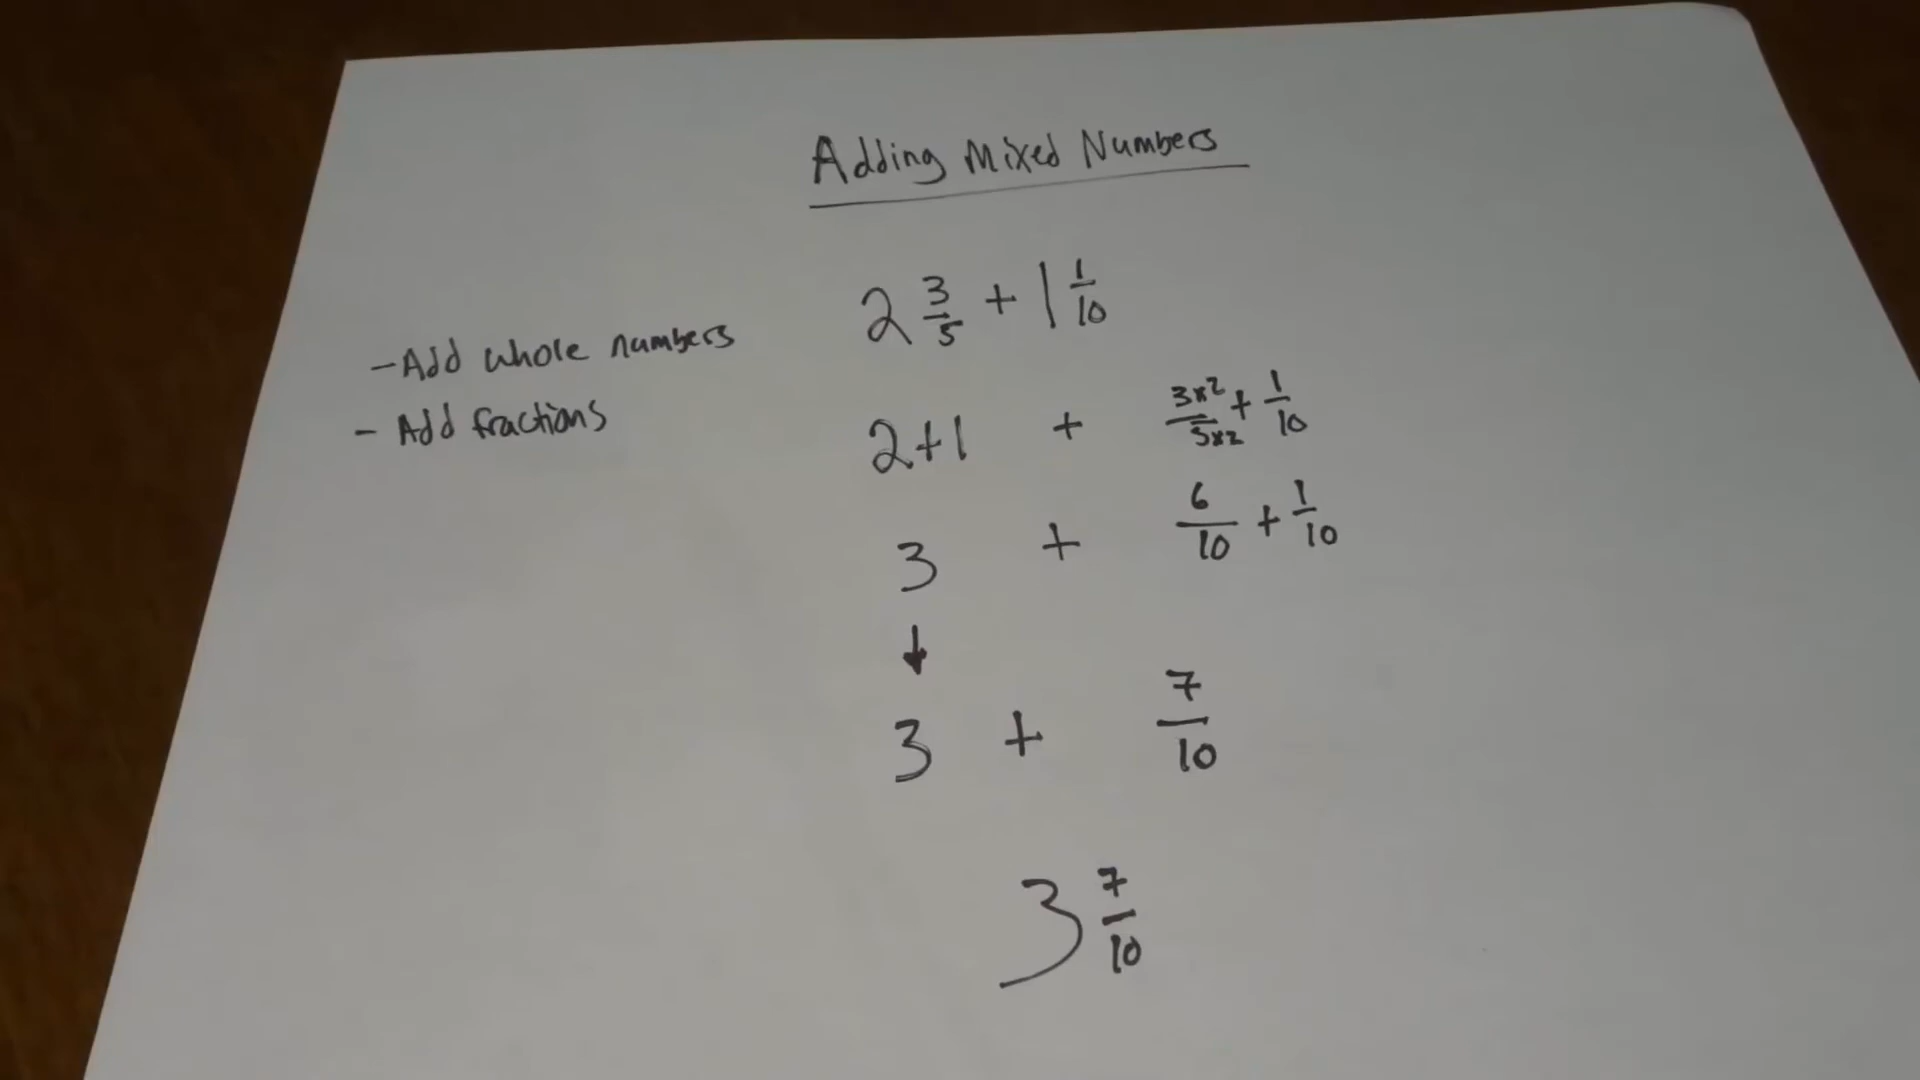 Adding Mixed Numbers
2 3/5 + 1 1/10
- Add whole numbers
- Add fractions
2+1 + 3x2/5x2 + 1/10
3 + 6/10 + 1/10
↓
3 + 7/10
3 7/10